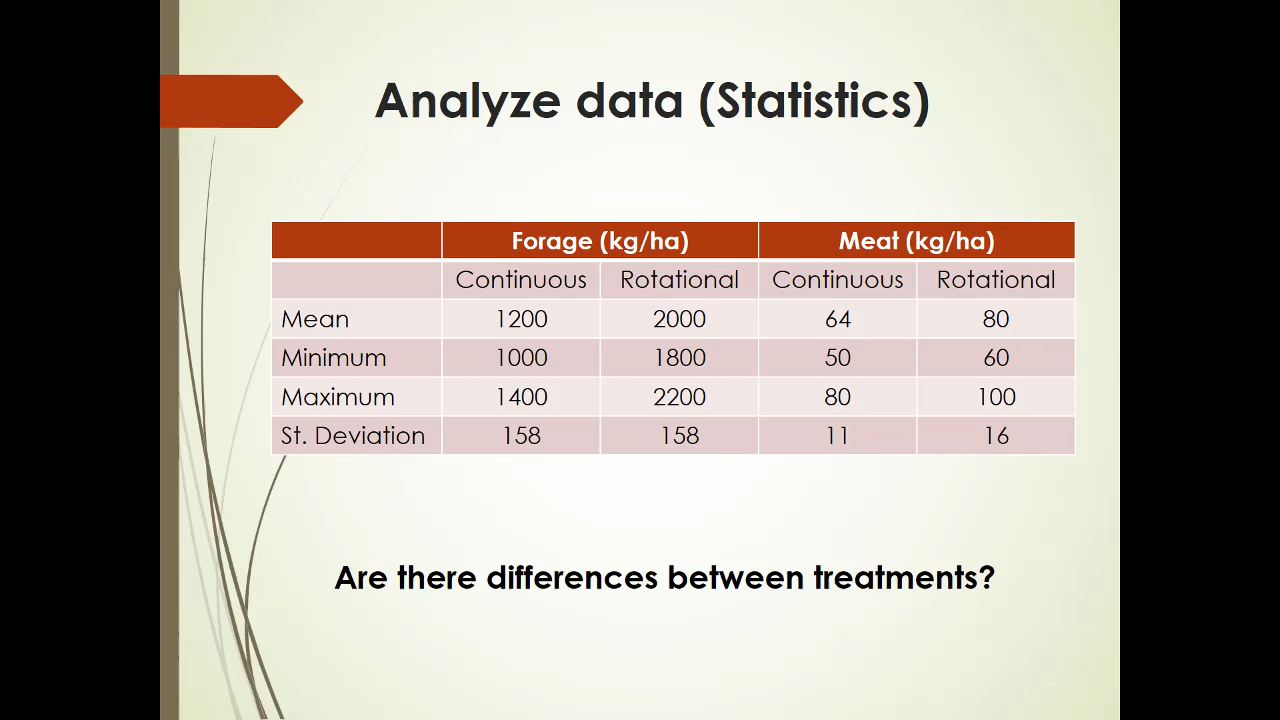 Analyze data (Statistics)
Forage (kg/ha) Meat (kg/ha)
Continuous Rotational Continuous Rotational
Mean 1200 2000 64 80
Minimum 1000 1800 50 60
Maximum 1400 2200 80 100
St. Deviation 158 158 11 16
Are there differences between treatments?